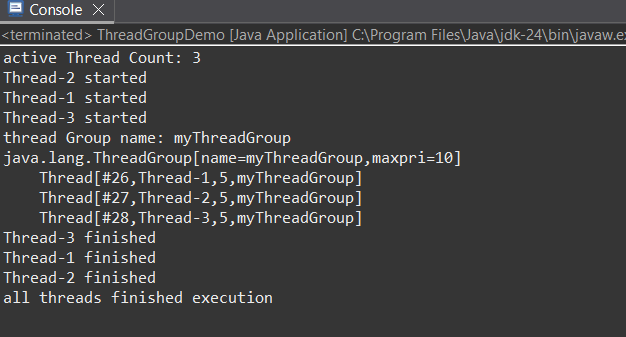 Console
<terminated> ThreadGroupDemo [Java Application] C:\Program Files\Java\jdk-24\bin\javaw.e
active Thread Count: 3
Thread-2 started
Thread-1 started
Thread-3 started
thread Group name: myThreadGroup
java.lang.ThreadGroup[name=myThreadGroup,maxpri=10]
    Thread[#26,Thread-1,5,myThreadGroup]
    Thread[#27,Thread-2,5,myThreadGroup]
    Thread[#28,Thread-3,5,myThreadGroup]
Thread-3 finished
Thread-1 finished
Thread-2 finished
all threads finished execution